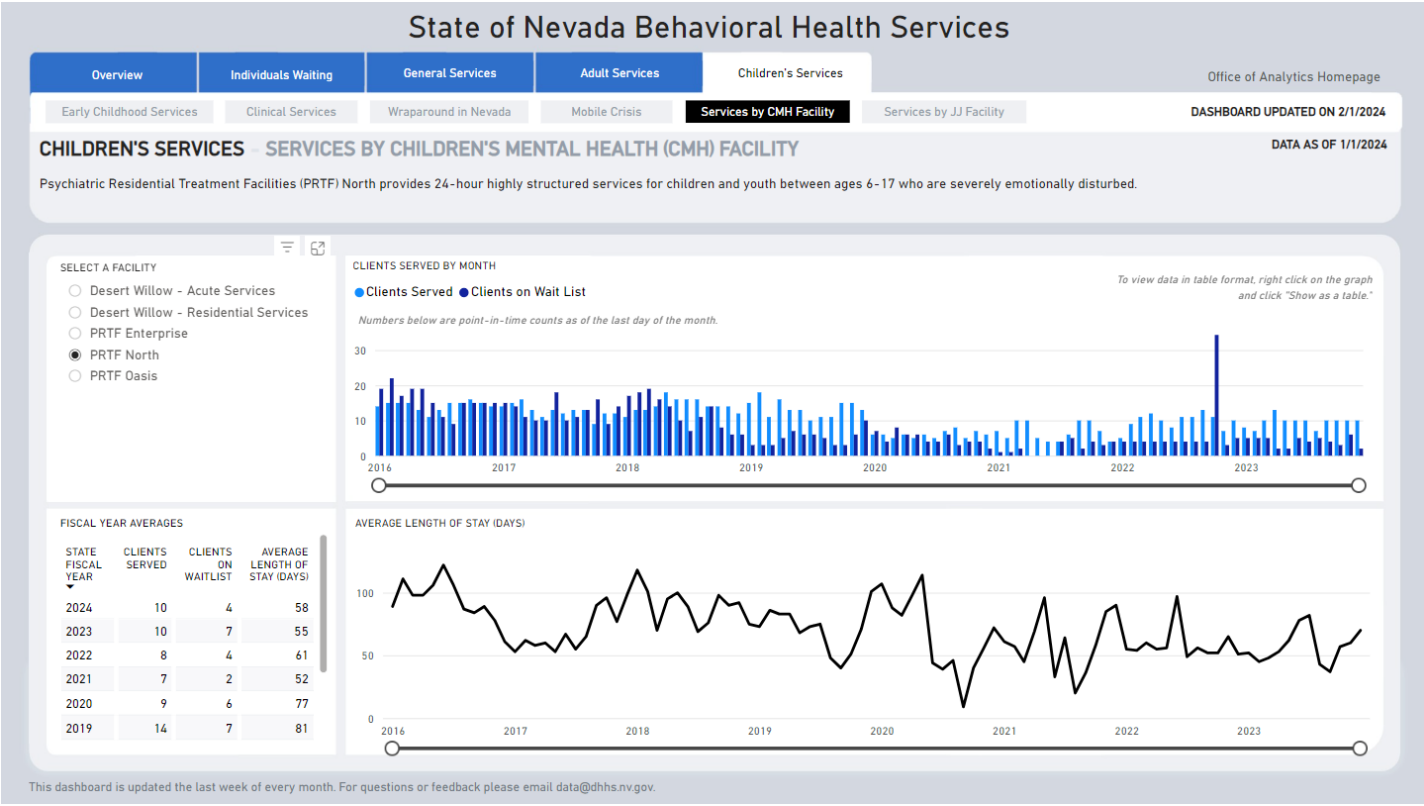 State of Nevada Behavioral Health Services
Overview
Individuals Waiting
General Services
Adult Services
Children's Services
Office of Analytics Homepage
Early Childhood Services
Clinical Services
Wraparound in Nevada
Mobile Crisis
Services by CMH Facility
Services by JJ Facility
DASHBOARD UPDATED ON 2/1/2024
CHILDREN'S SERVICES - SERVICES BY CHILDREN'S MENTAL HEALTH (CMH) FACILITY
DATA AS OF 1/1/2024
Psychiatric Residential Treatment Facilities (PRTF) North provides 24-hour highly structured services for children and youth between ages 6-17 who are severely emotionally disturbed.
SELECT A FACILITY
Desert Willow - Acute Services
Desert Willow - Residential Services
PRTF Enterprise
PRTF North
PRTF Oasis
CLIENTS SERVED BY MONTH
Clients Served Clients on Wait List
To view data in table format, right click on the graph
and click "Show as a table."
Numbers below are point-in-time counts as of the last day of the month.
30
20
10
0
2016 2017 2018 2019 2020 2021 2022 2023
FISCAL YEAR AVERAGES
STATE FISCAL YEAR
CLIENTS SERVED
CLIENTS ON WAITLIST
AVERAGE LENGTH OF STAY (DAYS)
2024 10 4 58
2023 10 7 55
2022 8 4 61
2021 7 2 52
2020 9 6 77
2019 14 7 81
AVERAGE LENGTH OF STAY (DAYS)
100
50
0
2016 2017 2018 2019 2020 2021 2022 2023
This dashboard is updated the last week of every month. For questions or feedback please email data@dhhs.nv.gov.